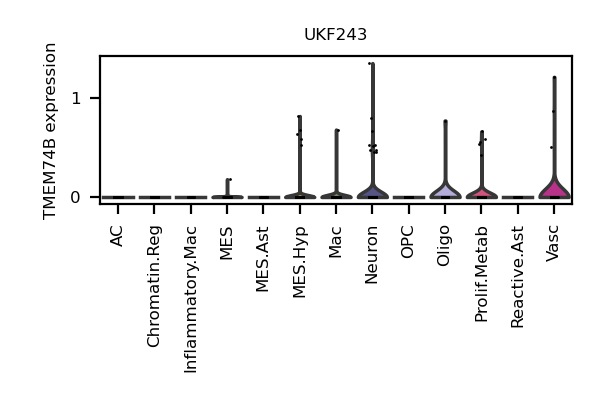 UKF243
TMEM74B expression
1
0
AC
Chromatin.Reg
Inflammatory.Mac
MES
MES.Ast
MES.Hyp
Mac
Neuron
OPC
Oligo
Prolif.Metab
Reactive.Ast
Vasc